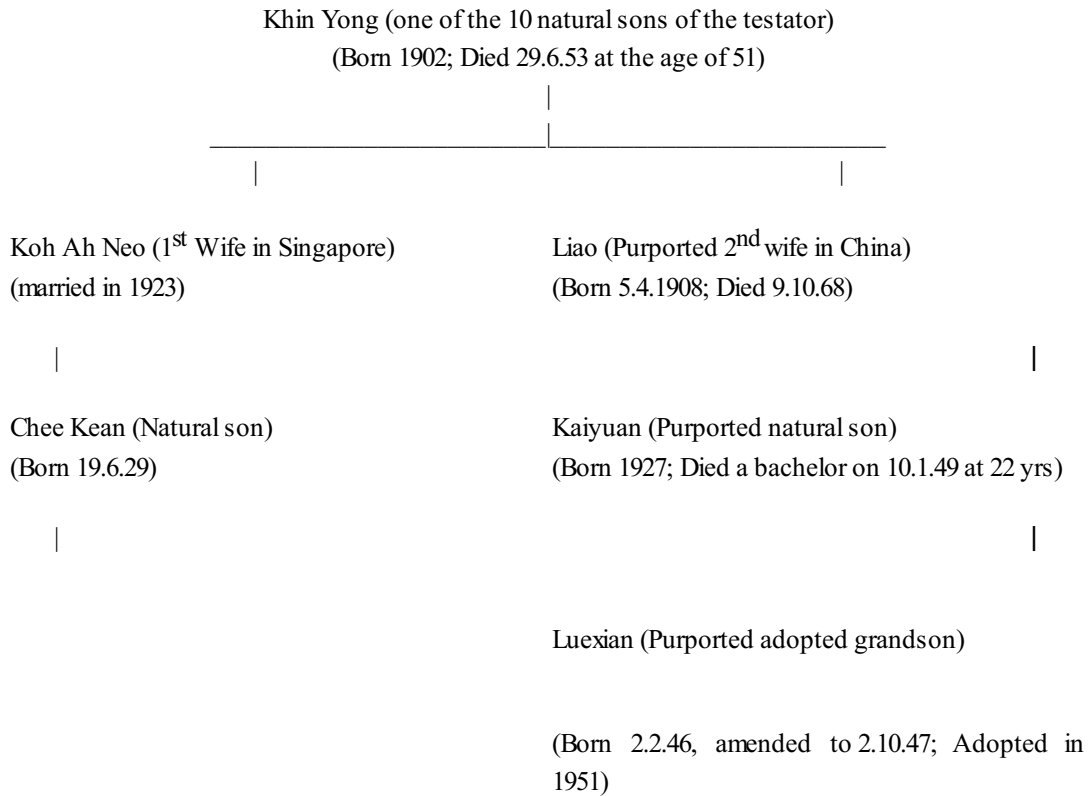 Khin Yong (one of the 10 natural sons of the testator)
(Born 1902; Died 29.6.53 at the age of 51)
Koh Ah Neo (1st Wife in Singapore)
Liao (Purported 2nd wife in China)
(married in 1923)
(Born 5.4.1908; Died 9.10.68)
Chee Kean (Natural son)
Kaiyuan (Purported natural son)
(Born 19.6.29)
(Born 1927; Died a bachelor on 10.1.49 at 22 yrs)
Luexian (Purported adopted grandson)
(Born 2.2.46, amended to 2.10.47; Adopted in
1951)